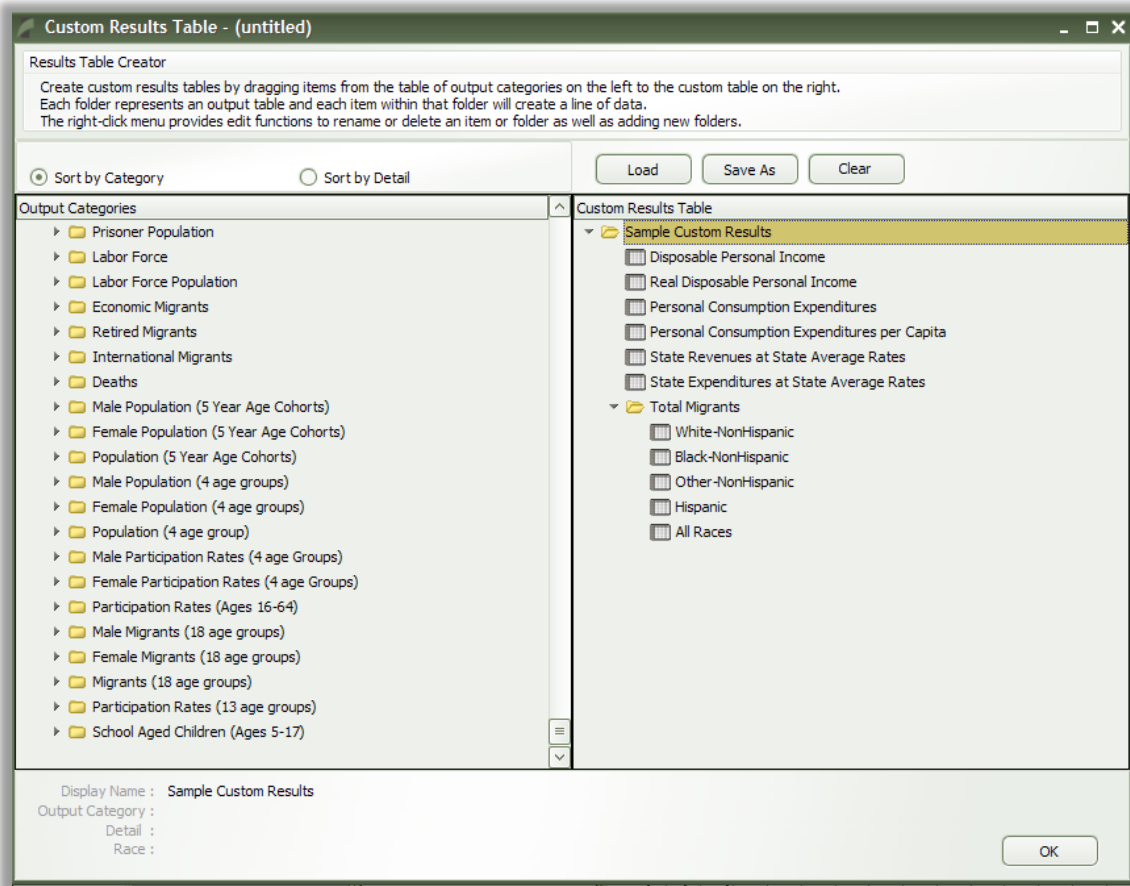 Custom Results Table - (untitled)
Results Table Creator
Create custom results tables by dragging items from the table of output categories on the left to the custom table on the right.
Each folder represents an output table and each item within that folder will create a line of data.
The right-click menu provides edit functions to rename or delete an item or folder as well as adding new folders.
Sort by Category
Sort by Detail
Load
Save As
Clear
Output Categories
Prisoner Population
Labor Force
Labor Force Population
Economic Migrants
Retired Migrants
International Migrants
Deaths
Male Population (5 Year Age Cohorts)
Female Population (5 Year Age Cohorts)
Population (5 Year Age Cohorts)
Male Population (4 age groups)
Female Population (4 age groups)
Population (4 age group)
Male Participation Rates (4 age Groups)
Female Participation Rates (4 age Groups)
Participation Rates (Ages 16-64)
Male Migrants (18 age groups)
Female Migrants (18 age groups)
Migrants (18 age groups)
Participation Rates (13 age groups)
School Aged Children (Ages 5-17)
Custom Results Table
Sample Custom Results
Disposable Personal Income
Real Disposable Personal Income
Personal Consumption Expenditures
Personal Consumption Expenditures per Capita
State Revenues at State Average Rates
State Expenditures at State Average Rates
Total Migrants
White-NonHispanic
Black-NonHispanic
Other-NonHispanic
Hispanic
All Races
Display Name : Sample Custom Results
Output Category :
Detail :
Race :
OK